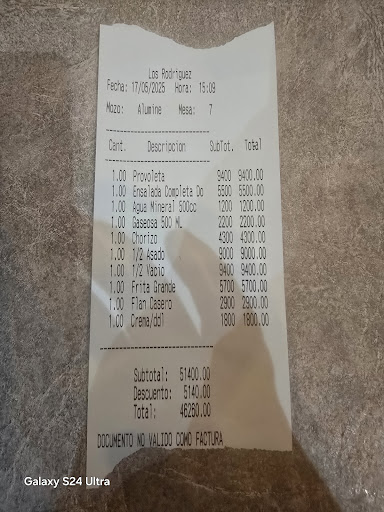 Los Rodriguez
Fecha: 17/05/2025 Hora: 15:09
Mozo: Alumine Mesa: 7
Cant. Descripcion SubTot. Total
1.00 Provoleta 9400 9400.00
1.00 Ensalada Completa Do 5500 5500.00
1.00 Agua Mineral 500cc 1200 1200.00
1.00 Gaseosa 500 ML 2200 2200.00
1.00 Chorizo 4300 4300.00
1.00 1/2 Asado 9000 9000.00
1.00 1/2 Vacio 9400 9400.00
1.00 Frita Grande 5700 5700.00
1.00 Flan Casero 2900 2900.00
1.00 Crema/ddl 1800 1800.00
Subtotal: 51400.00
Descuento: 5140.00
Total: 46260.00
DOCUMENTO NO VALIDO COMO FACTURA
Galaxy S24 Ultra